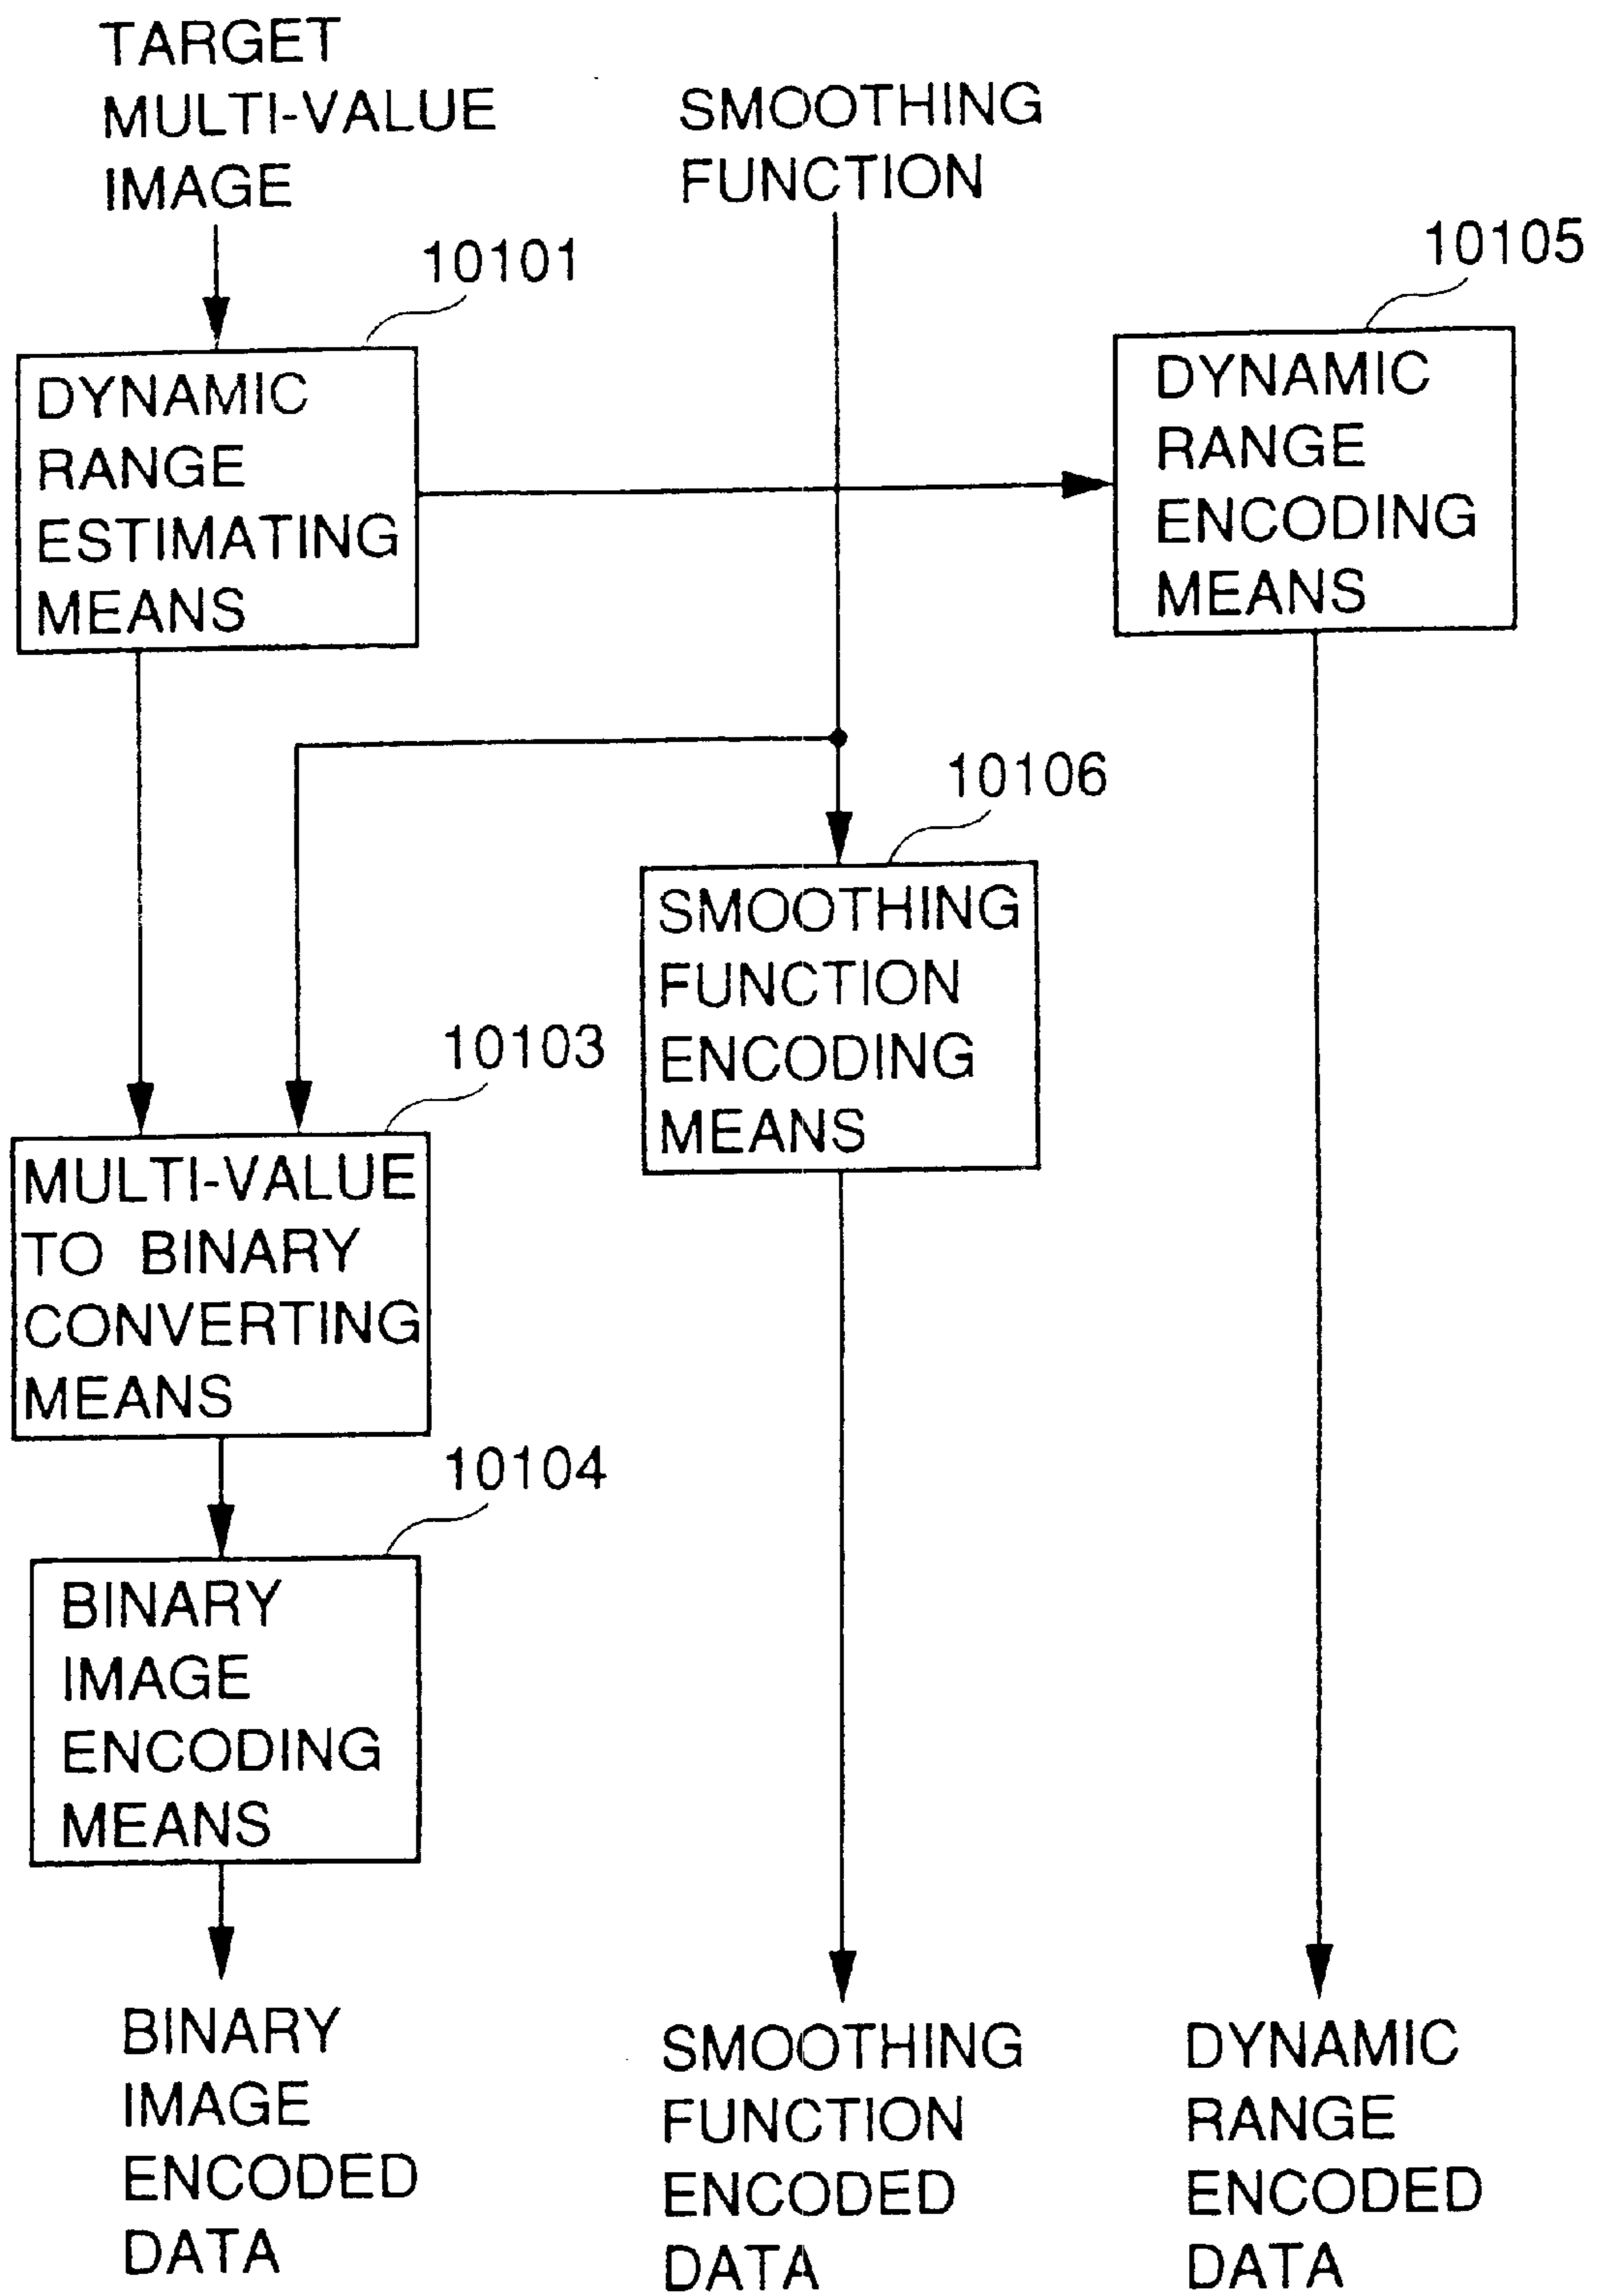 TARGET
MULTI-VALUE
IMAGE
SMOOTHING
FUNCTION
10101
10105
DYNAMIC
RANGE
ESTIMATING
MEANS
DYNAMIC
RANGE
ENCODING
MEANS
10106
SMOOTHING
FUNCTION
ENCODING
MEANS
10103
MULTI-VALUE
TO BINARY
CONVERTING
MEANS
10104
BINARY
IMAGE
ENCODING
MEANS
BINARY
IMAGE
ENCODED
DATA
SMOOTHING
FUNCTION
ENCODED
DATA
DYNAMIC
RANGE
ENCODED
DATA